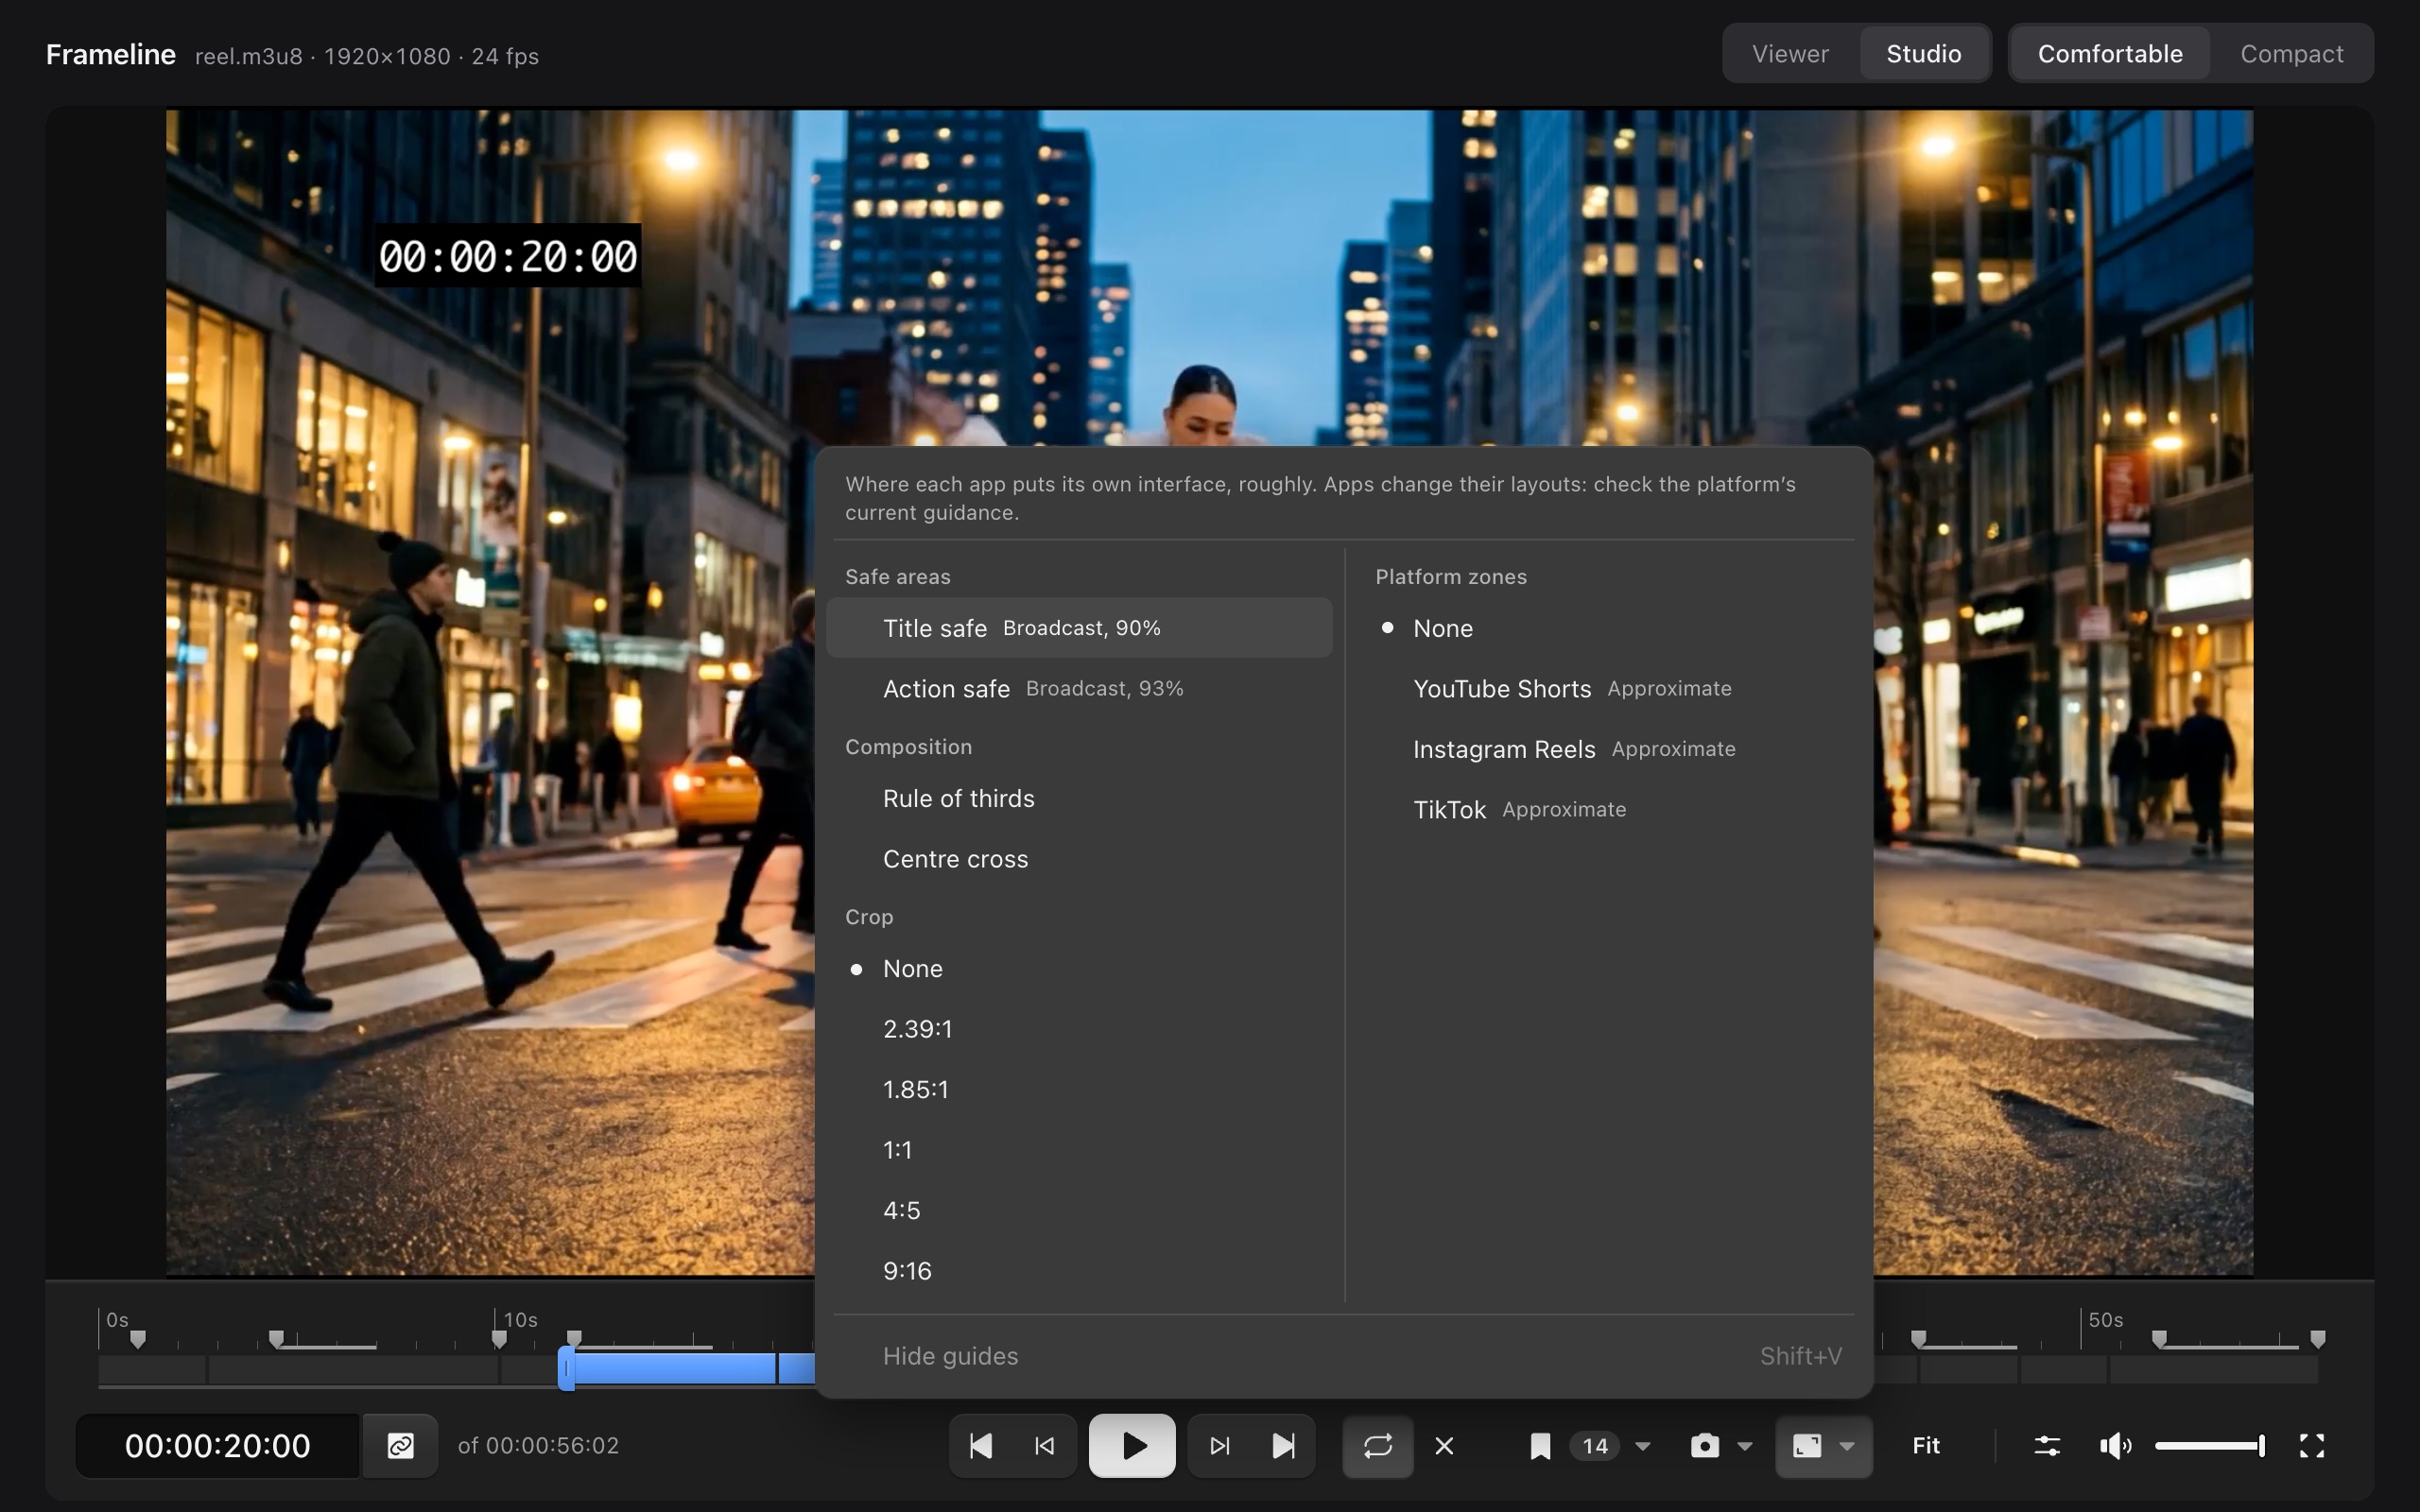 Frameline reel.m3u8 · 1920×1080 · 24 fps
Viewer Studio Comfortable Compact
00:00:20:00
Where each app puts its own interface, roughly. Apps change their layouts: check the platform’s
current guidance.
Safe areas
Title safe Broadcast, 90%
Action safe Broadcast, 93%
Composition
Rule of thirds
Centre cross
Crop
None
2.39:1
1.85:1
1:1
4:5
9:16
Platform zones
None
YouTube Shorts Approximate
Instagram Reels Approximate
TikTok Approximate
Hide guides Shift+V
0s 10s 50s
00:00:20:00 of 00:00:56:02 14 Fit